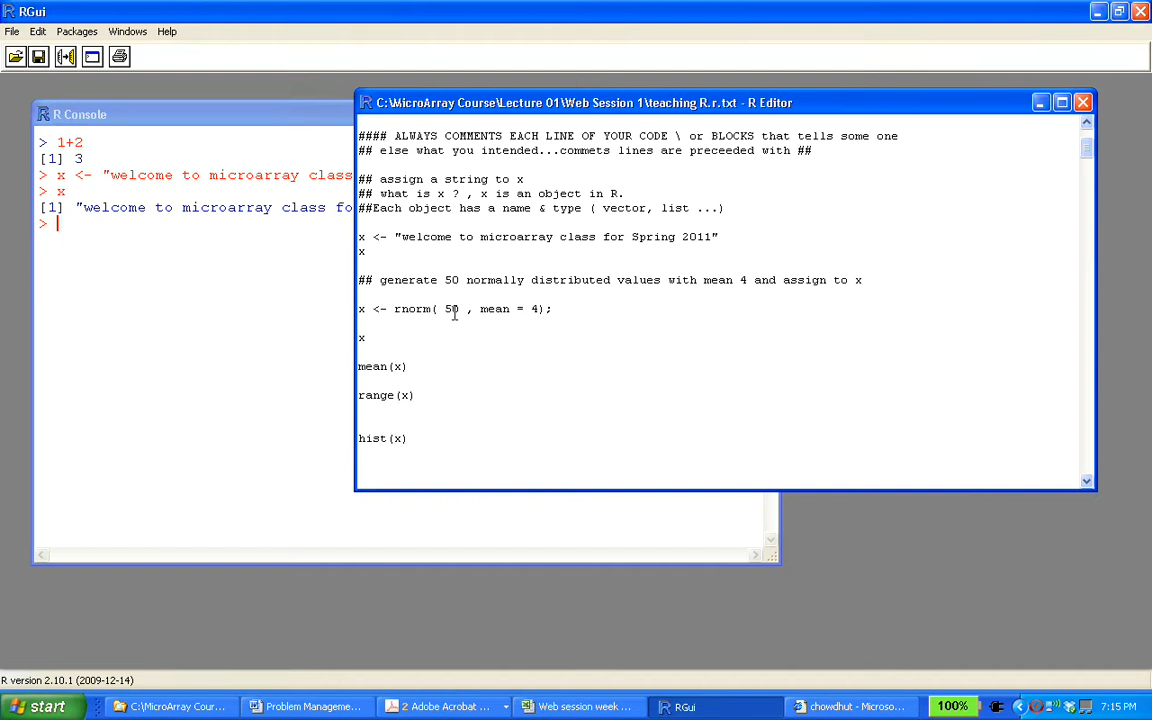 RGui
File Edit Packages Windows Help
R Console
> 1+2
[1] 3
> x <- "welcome to microarray class
> x
[1] "welcome to microarray class fo
>
C:\MicroArray Course\Lecture 01\Web Session 1\teaching R.r.txt - R Editor
#### ALWAYS COMMENTS EACH LINE OF YOUR CODE \ or BLOCKS that tells some one
## else what you intended...commets lines are preceeded with ##
## assign a string to x
## what is x ? , x is an object in R.
##Each object has a name & type ( vector, list ...)
x <- "welcome to microarray class for Spring 2011"
x
## generate 50 normally distributed values with mean 4 and assign to x
x <- rnorm( 50 , mean = 4);
x
mean(x)
range(x)
hist(x)
R version 2.10.1 (2009-12-14)
start C:\MicroArray Cour... Problem Manageme... 2 Adobe Acrobat ... Web session week ... RGui chowdhut - Microso... 100% 7:15 PM